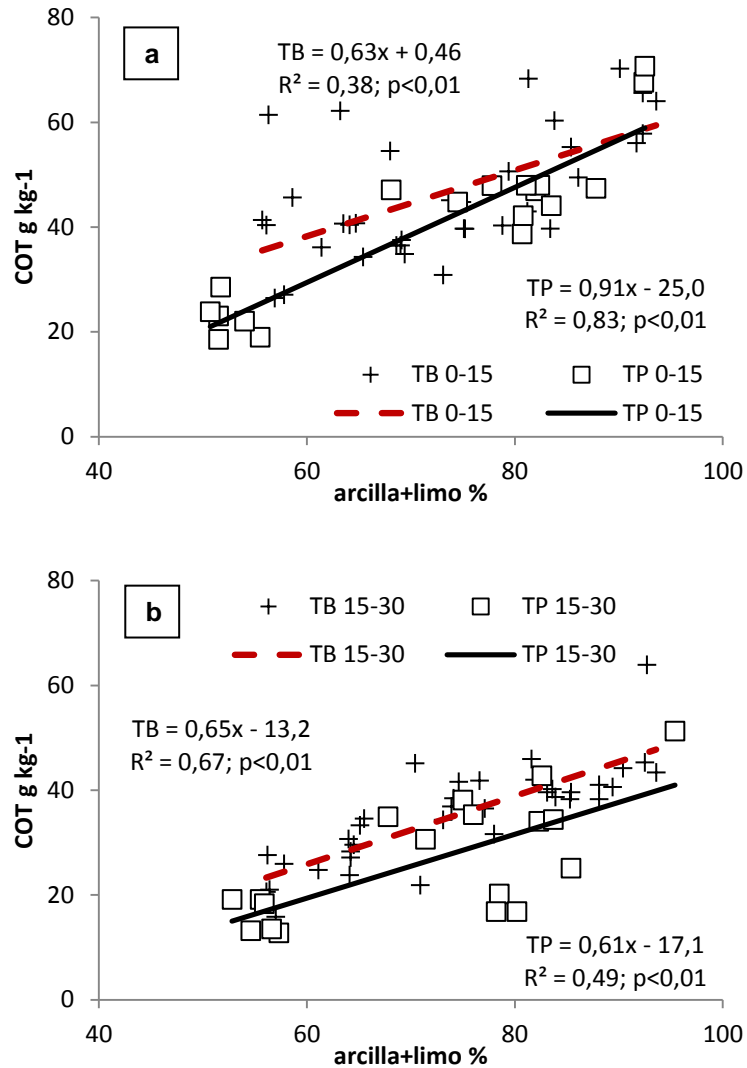 a
TB = 0,63x + 0,46
R² = 0,38; p<0,01
TP = 0,91x - 25,0
R² = 0,83; p<0,01
TB 0-15 TP 0-15
TB 0-15 TP 0-15
COT g kg-1
80
60
40
20
0
40 60 80 100
arcilla+limo %
b
TB 15-30 TP 15-30
TB 15-30 TP 15-30
TB = 0,65x - 13,2
R² = 0,67; p<0,01
TP = 0,61x - 17,1
R² = 0,49; p<0,01
COT g kg-1
80
60
40
20
0
40 60 80 100
arcilla+limo %